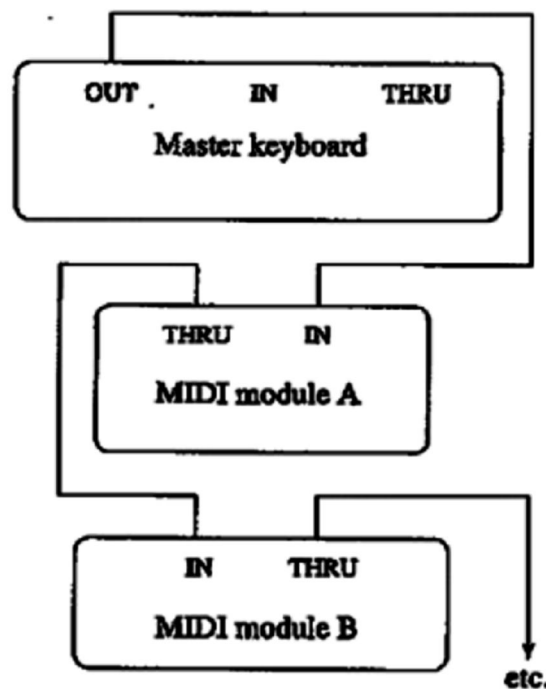 OUT IN THRU
Master keyboard
THRU IN
MIDI module A
IN THRU
MIDI module B
etc.